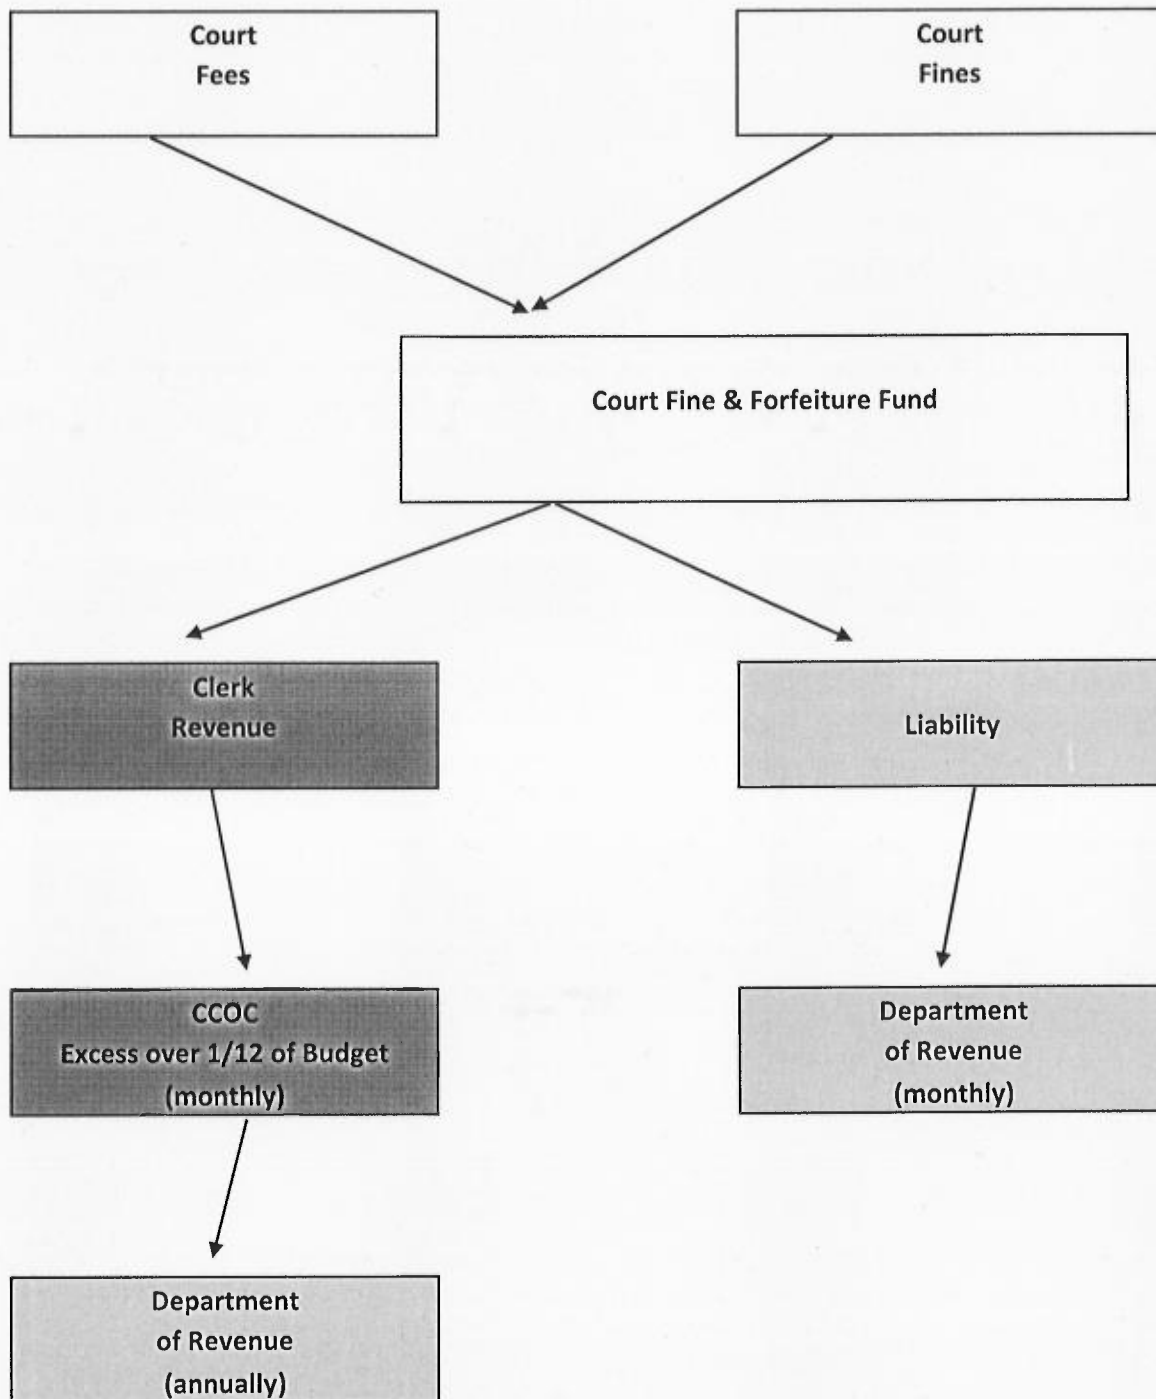 Court
Fees
Court
Fines
Court Fine & Forfeiture Fund
Clerk
Revenue
Liability
CCOC
Excess over 1/12 of Budget
(monthly)
Department
of Revenue
(monthly)
Department
of Revenue
(annually)